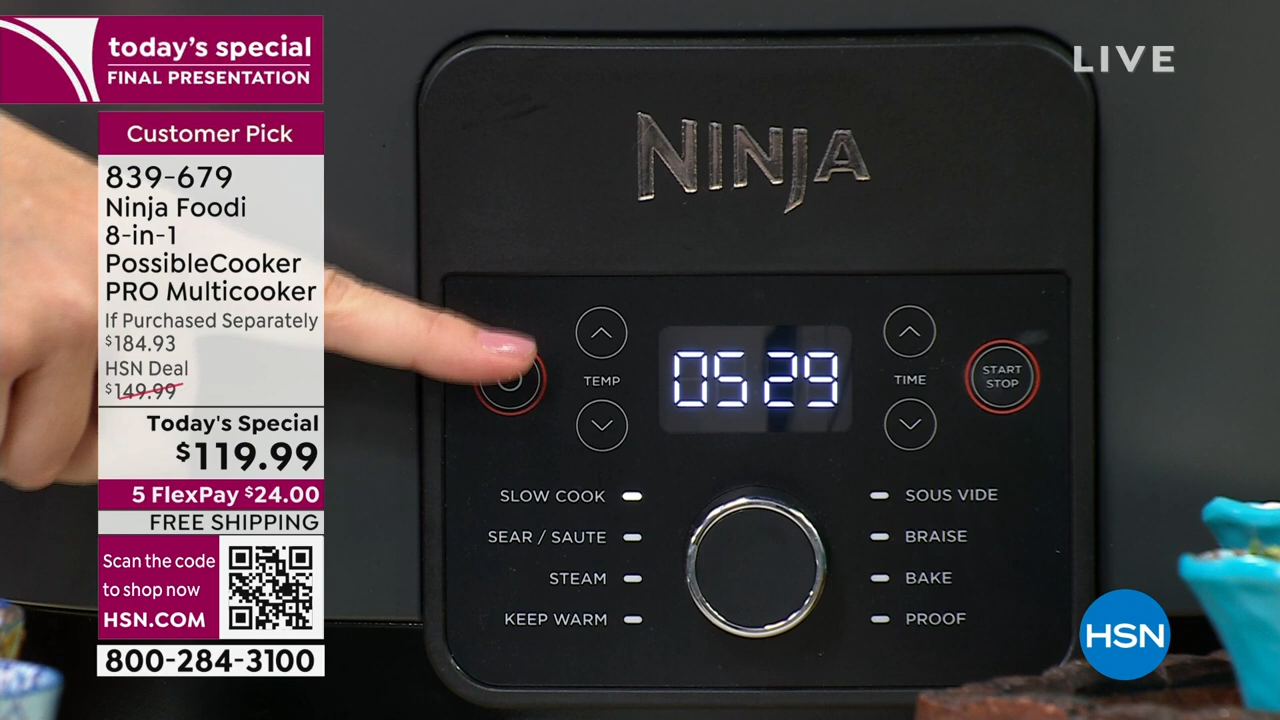 today's special
FINAL PRESENTATION
Customer Pick
839-679
Ninja Foodi
8-in-1
PossibleCooker
PRO Multicooker
If Purchased Separately
$184.93
HSN Deal
$149.99
Today's Special
$119.99
5 FlexPay $24.00
FREE SHIPPING
Scan the code
to shop now
HSN.COM
800-284-3100
LIVE
NINJA
TEMP
0529
TIME
START
STOP
SLOW COOK
SEAR / SAUTE
STEAM
KEEP WARM
SOUS VIDE
BRAISE
BAKE
PROOF
HSN